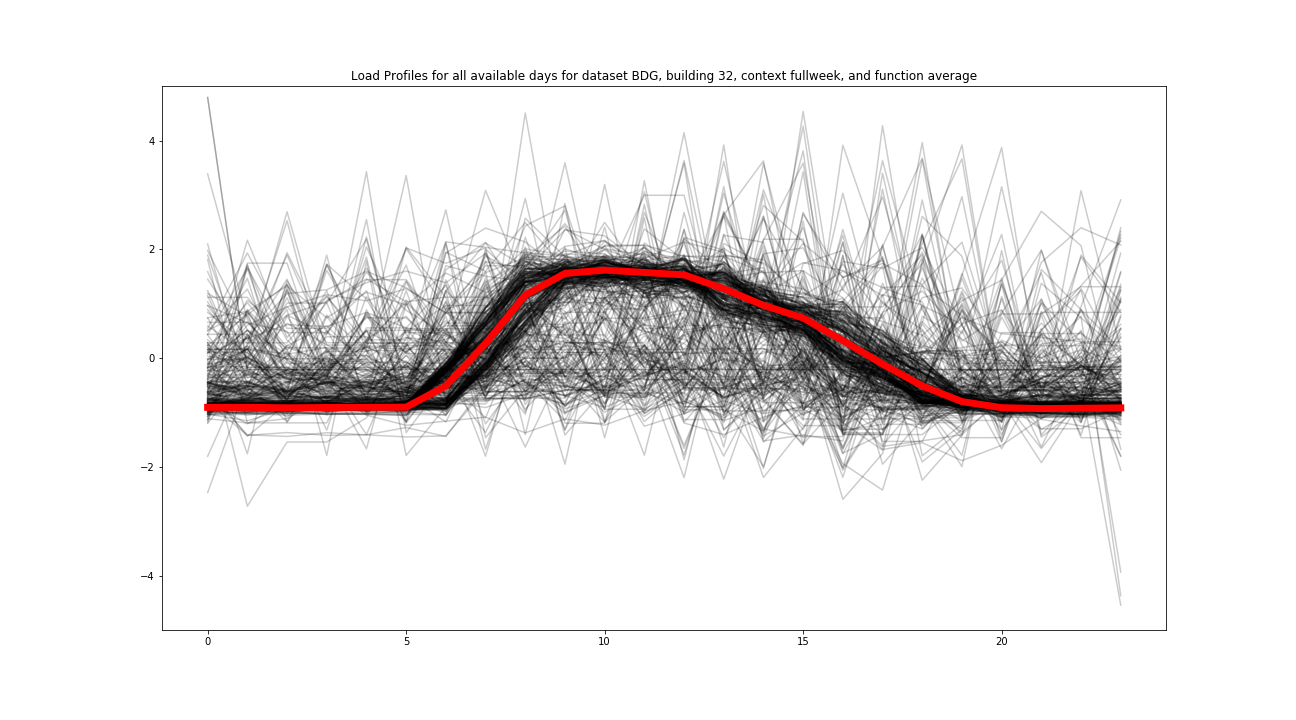 Load Profiles for all available days for dataset BDG, building 32, context fullweek, and function average
4
2
0
−2
−4
0 5 10 15 20